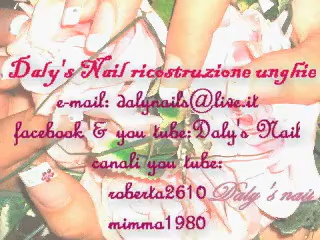 Daly's Nail ricostruzione unghie
e-mail: dalynails@live.it
facebook & you tube:Daly's Nail
canali you tube:
roberta2610 Daly's nails
mimma1980